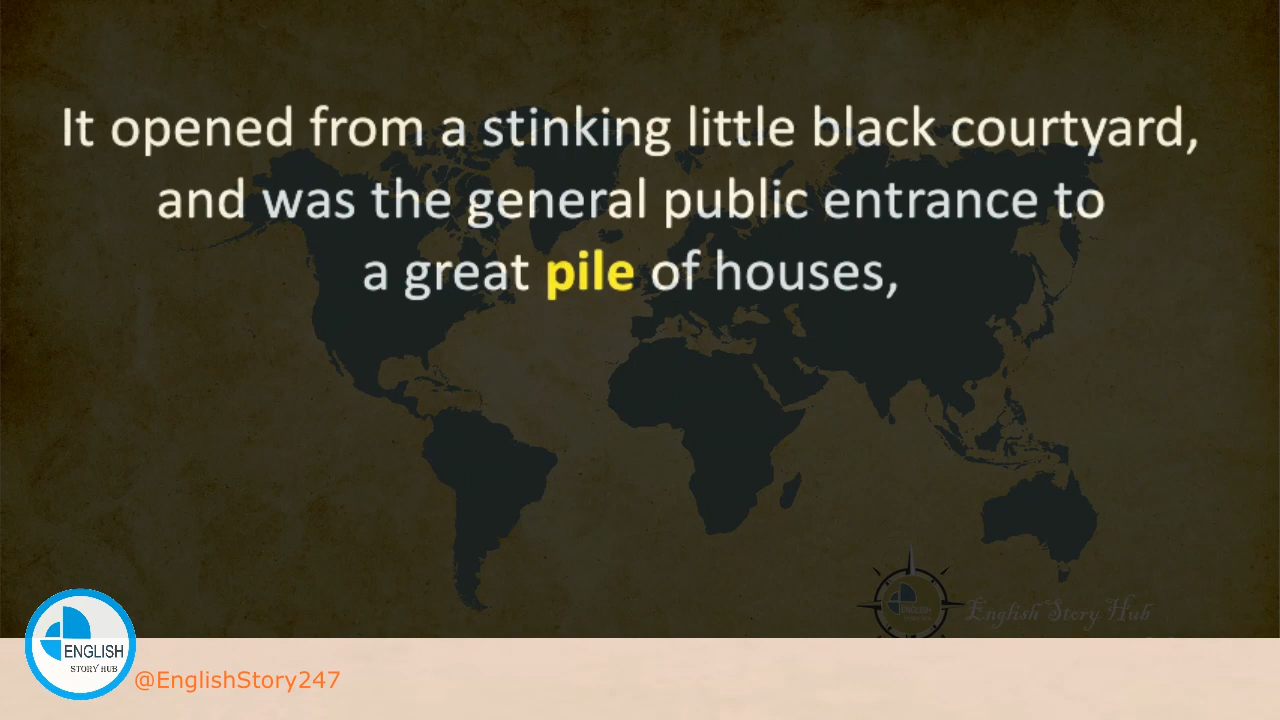 It opened from a stinking little black courtyard,
and was the general public entrance to
a great pile of houses,
English Story Hub
ENGLISH
STORY HUB
@EnglishStory247